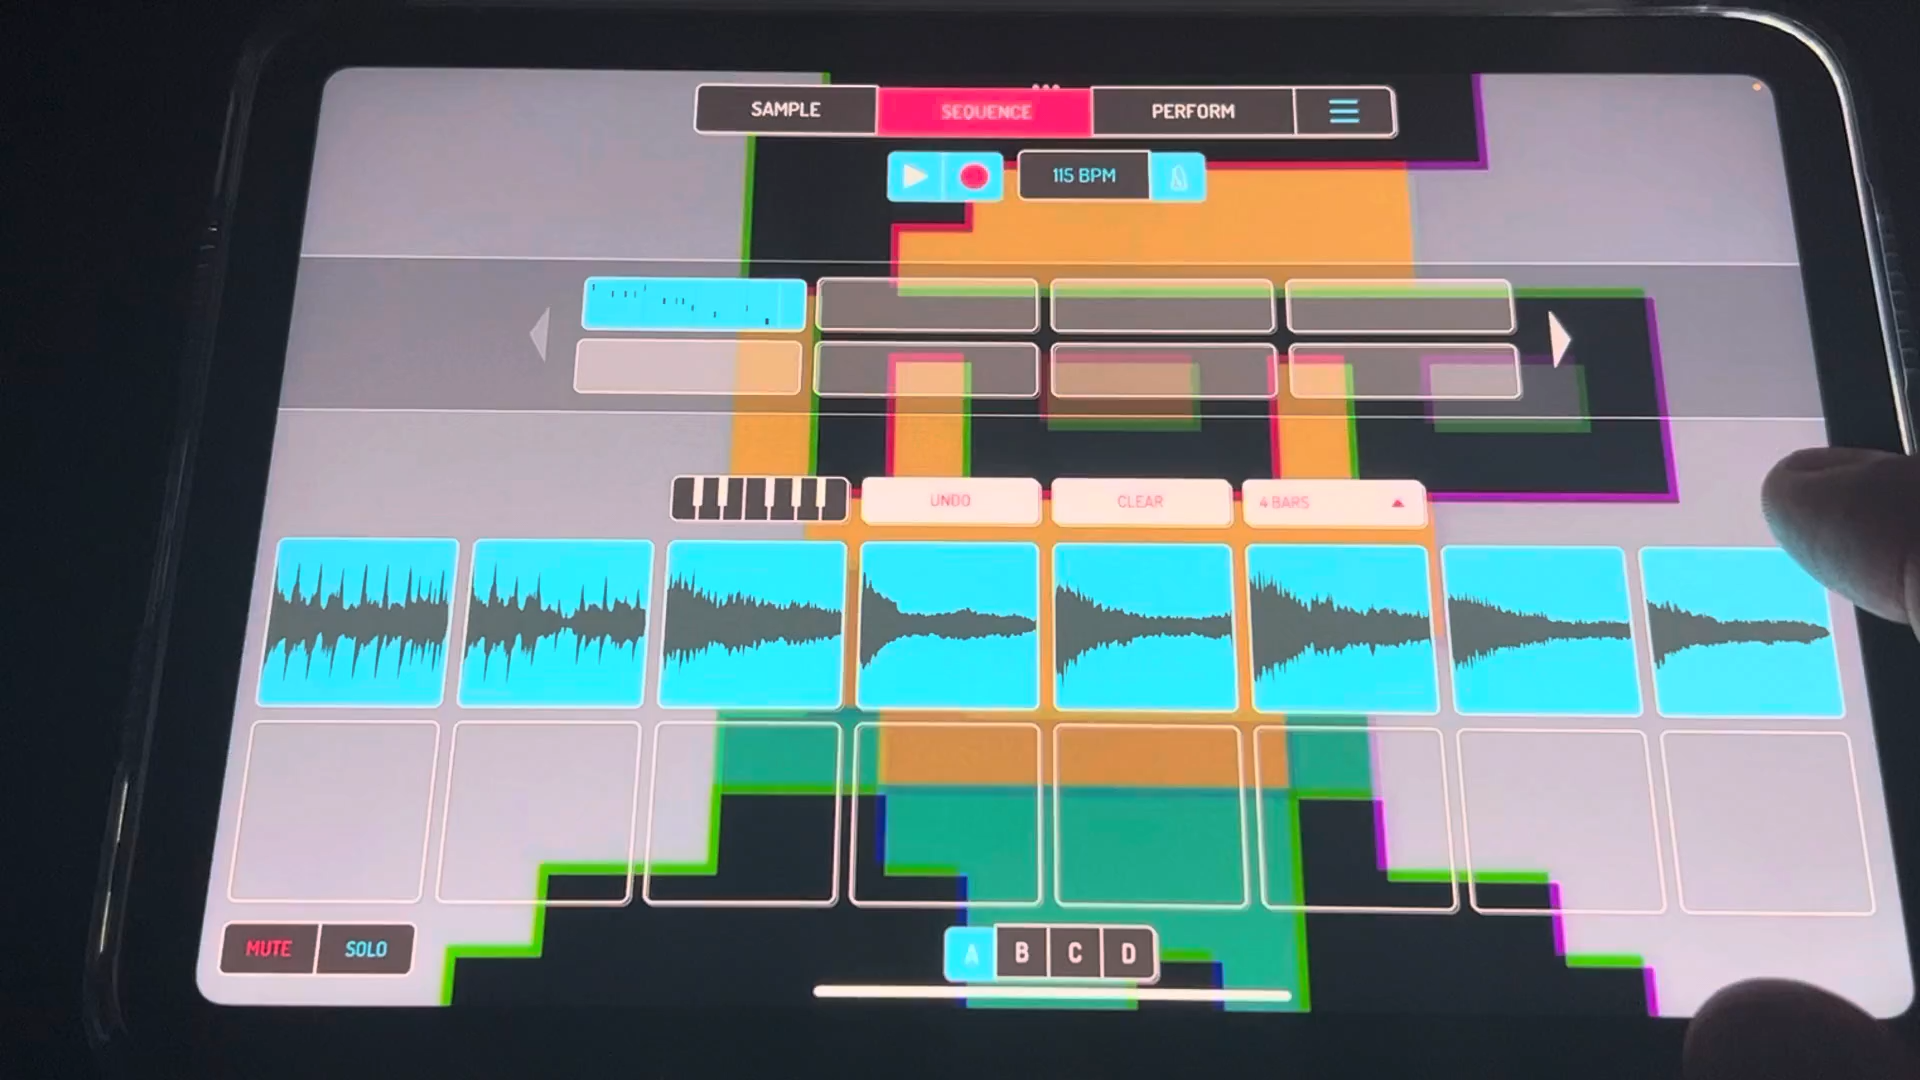 SAMPLE SEQUENCE PERFORM
115 BPM
UNDO CLEAR 4 BARS
MUTE SOLO A B C D